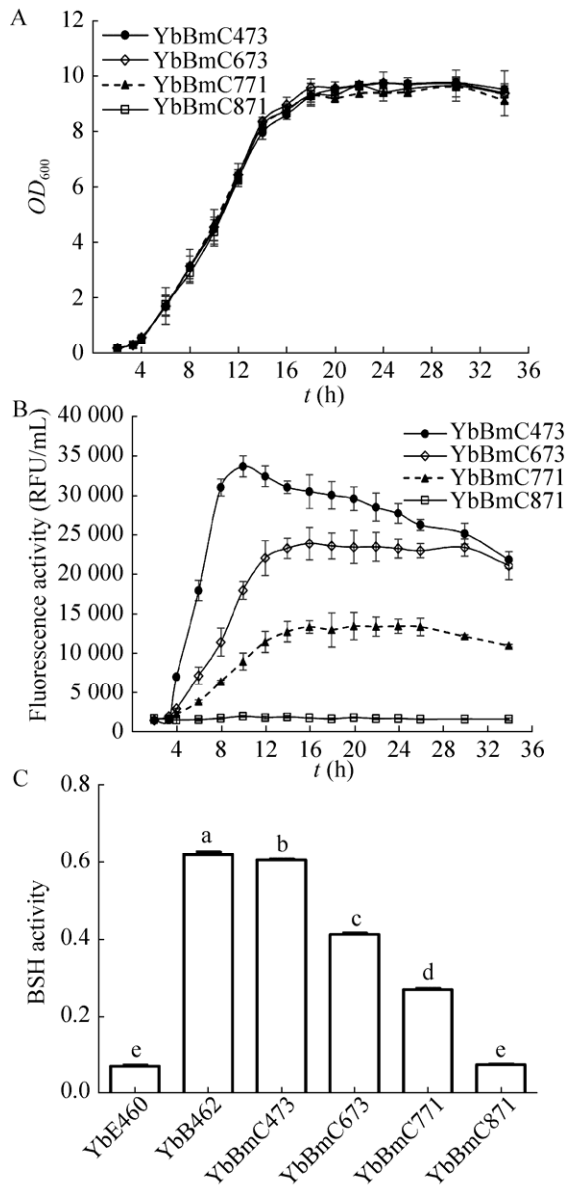 A
YbBmC473
YbBmC673
YbBmC771
YbBmC871
12
10
8
6
4
2
0
OD600
4 8 12 16 20 24 28 32 36
t (h)
B
40 000
35 000
30 000
25 000
20 000
15 000
10 000
5 000
0
Fluorescence activity (RFU/mL)
YbBmC473
YbBmC673
YbBmC771
YbBmC871
4 8 12 16 20 24 28 32 36
t (h)
C
0.8
0.6
0.4
0.2
0.0
BSH activity
e a b c d e
YbE460 YbB462 YbBmC473 YbBmC673 YbBmC771 YbBmC871